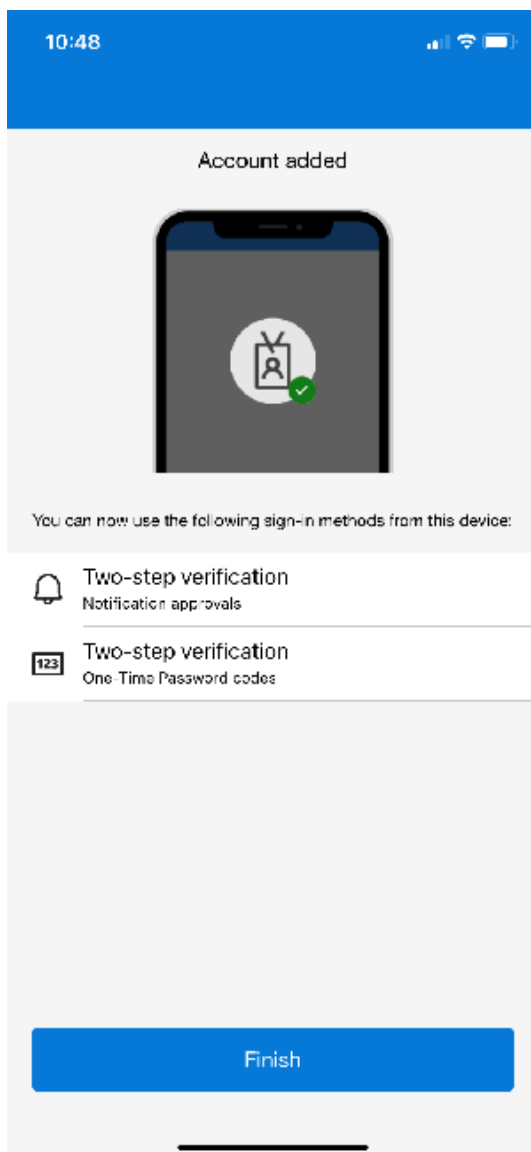 10:48
Account added
You can now use the following sign-in methods from this device:
Two-step verification
Notification approvals
123
Two-step verification
One-Time Password codes
Finish